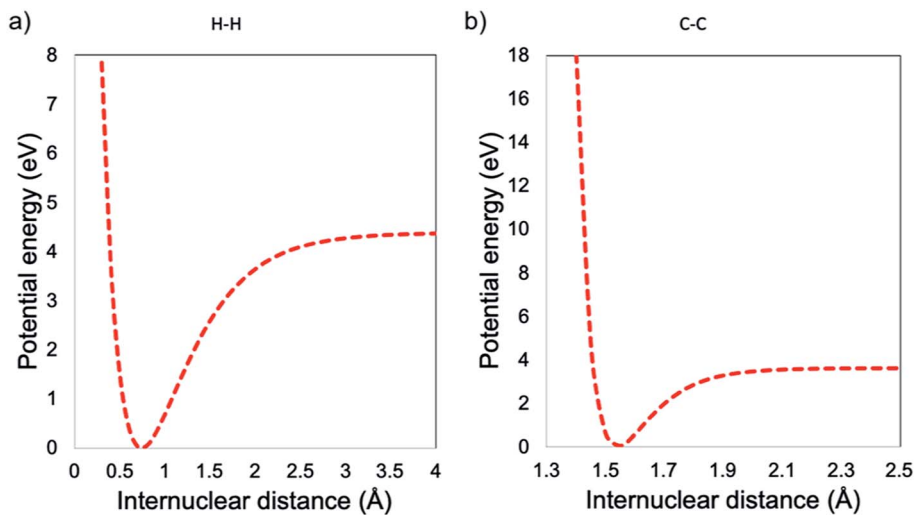 a)
H-H
8
7
6
5
4
3
2
1
0
Potential energy (eV)
0 0.5 1 1.5 2 2.5 3 3.5 4
Internuclear distance (Å)
b)
C-C
18
16
14
12
10
8
6
4
2
0
Potential energy (eV)
1.3 1.5 1.7 1.9 2.1 2.3 2.5
Internuclear distance (Å)